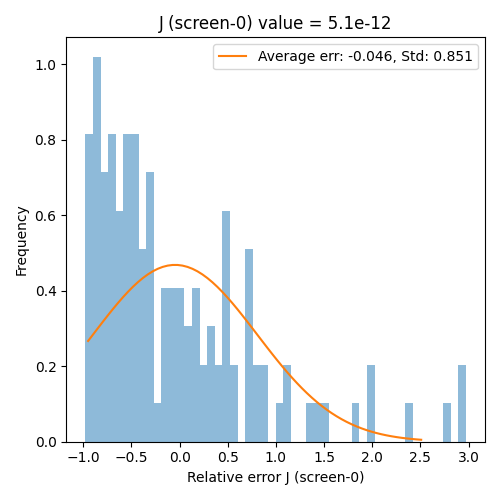 J (screen-0) value = 5.1e-12
Average err: -0.046, Std: 0.851
Frequency
1.0
0.8
0.6
0.4
0.2
0.0
−1.0 −0.5 0.0 0.5 1.0 1.5 2.0 2.5 3.0
Relative error J (screen-0)